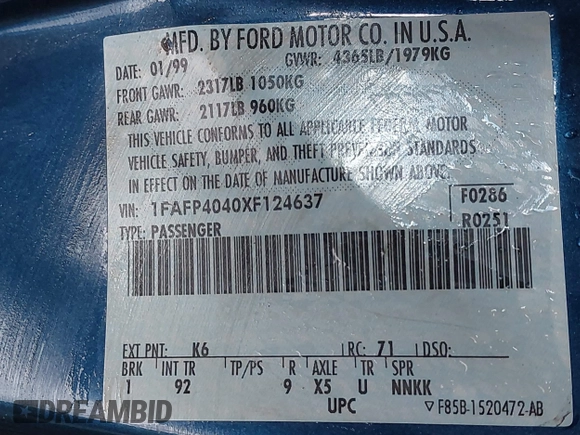 MFD. BY FORD MOTOR CO. IN U.S.A.
DATE: 01/99 GVWR: 4365LB/1979KG
FRONT GAWR: 2317LB 1050KG
REAR GAWR: 2117LB 960KG
THIS VEHICLE CONFORMS TO ALL APPLICABLE FEDERAL MOTOR
VEHICLE SAFETY, BUMPER, AND THEFT PREVENTION STANDARDS
IN EFFECT ON THE DATE OF MANUFACTURE SHOWN ABOVE.
VIN: 1FAFP4040XF124637 F0286
TYPE: PASSENGER R0251
EXT PNT: K6 RC: 71 DSO:
BRK INT TR TP/PS R AXLE TR SPR
1 92 9 X5 U NNKK
UPC ▽F85B-1520472-AB
DREAMBID